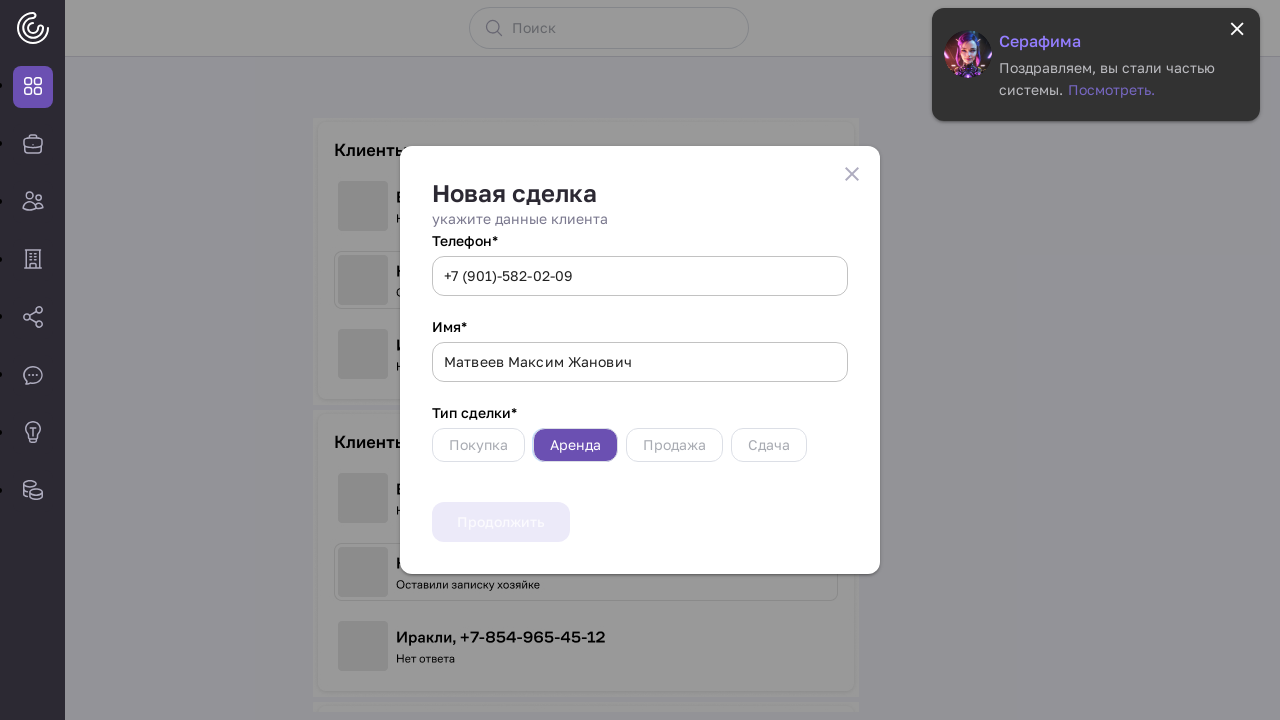 Поиск
Серафима
Поздравляем, вы стали частью
системы. Посмотреть.
Клиенты
Новая сделка
укажите данные клиента
Телефон*
+7 (901)-582-02-09
Имя*
Матвеев Максим Жанович
Тип сделки*
Покупка Аренда Продажа Сдача
Продолжить
Клиенты
Оставили записку хозяйке
Иракли, +7-854-965-45-12
Нет ответа